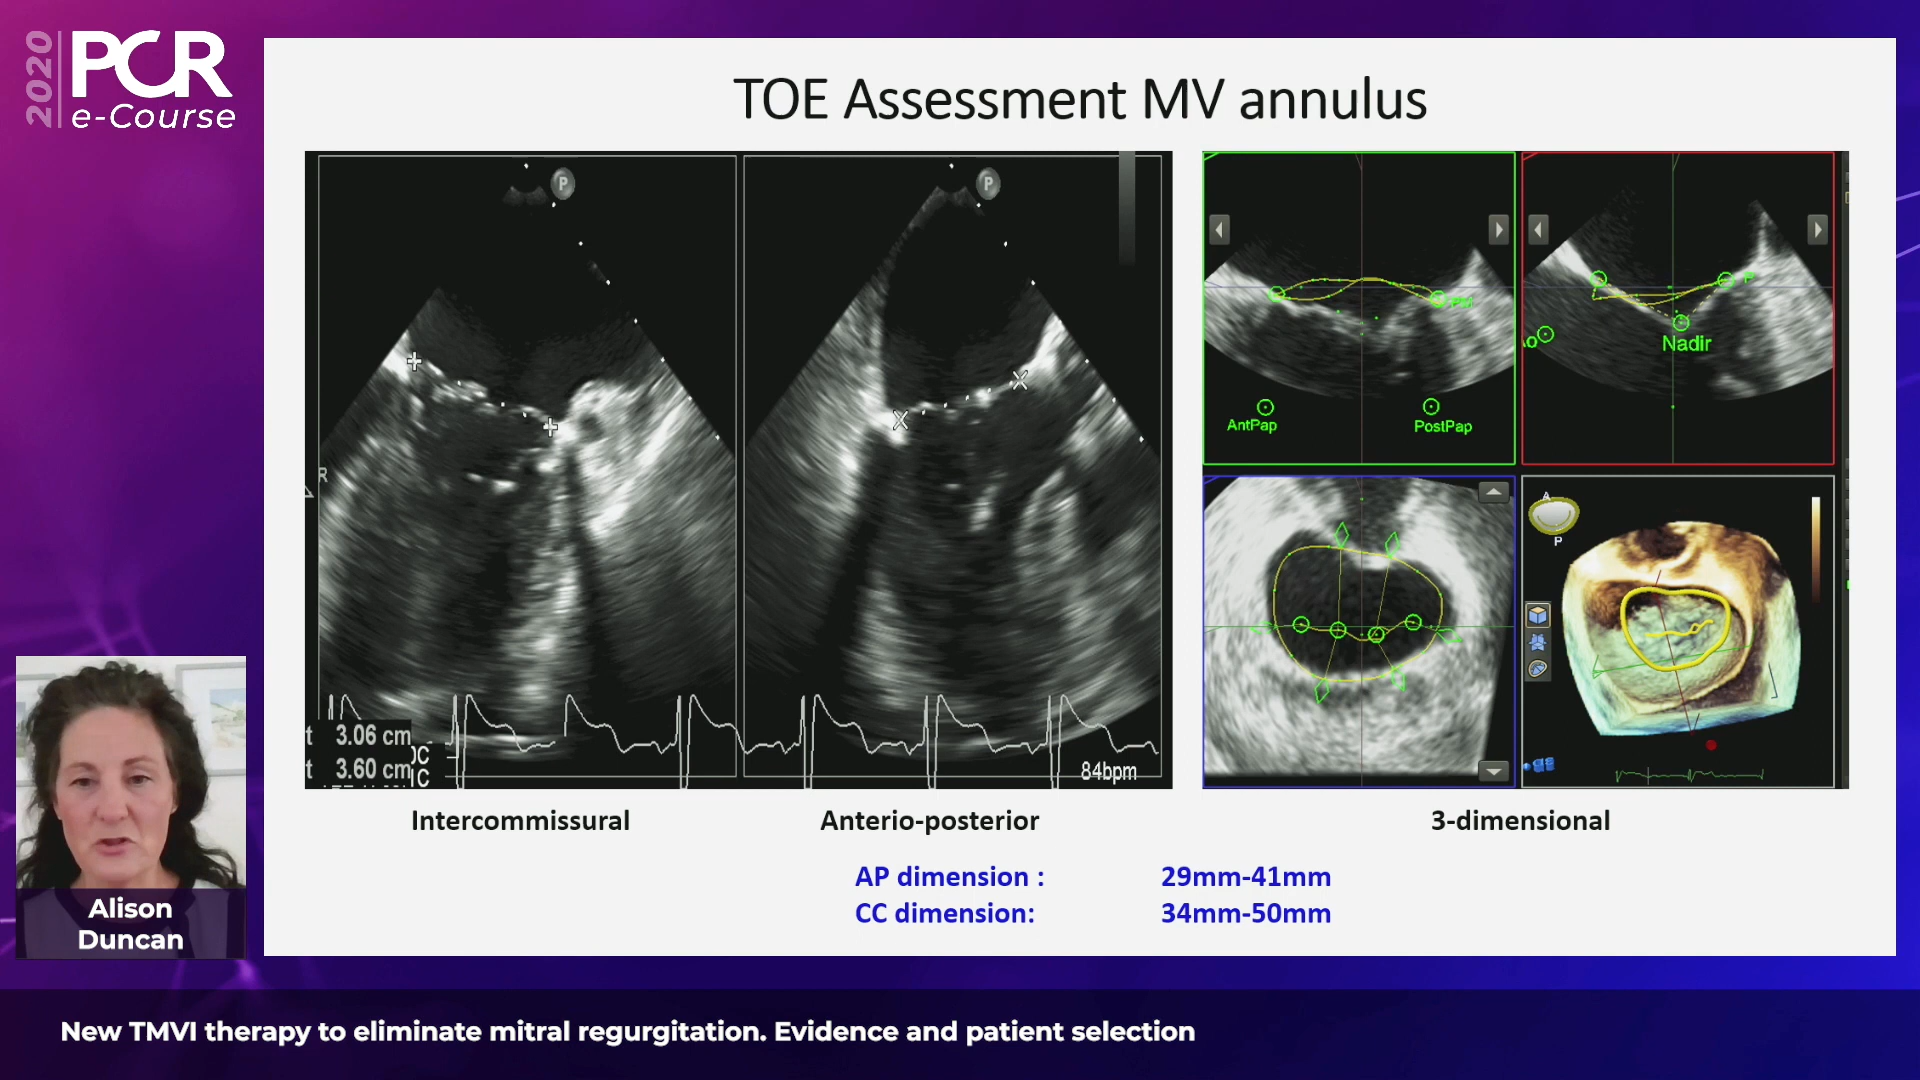 2020
PCR
e-Course
TOE Assessment MV annulus
P
P
R
t 3.06 cm
t 3.60 cm
84bpm
AntPap
PostPap
PM
P
Nadir
A
P
Intercommissural
Anterio-posterior
3-dimensional
AP dimension : 29mm-41mm
CC dimension: 34mm-50mm
Alison
Duncan
New TMVI therapy to eliminate mitral regurgitation. Evidence and patient selection